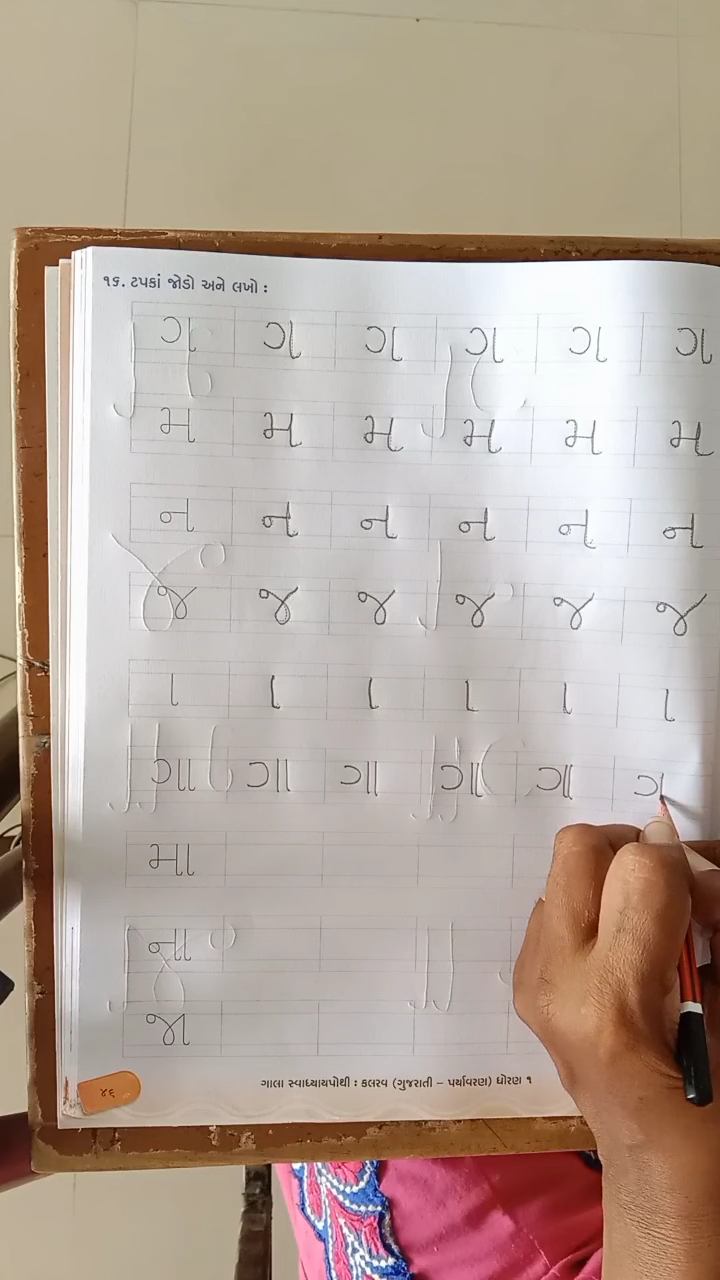 ૧૬. ટપકાં જોડો અને લખો :
ગ ગ ગ ગ ગ ગ
મ મ મ મ મ મ
ન ન ન ન ન ન
જ જ જ જ જ જ
ા ા ા ા ા ા
ગા ગા ગા ગા ગા ગ
મા
ના
જા
૪૬ ગાલા સ્વાધ્યાયપોથી : કલરવ (ગુજરાતી – પર્યાવરણ) ધોરણ ૧